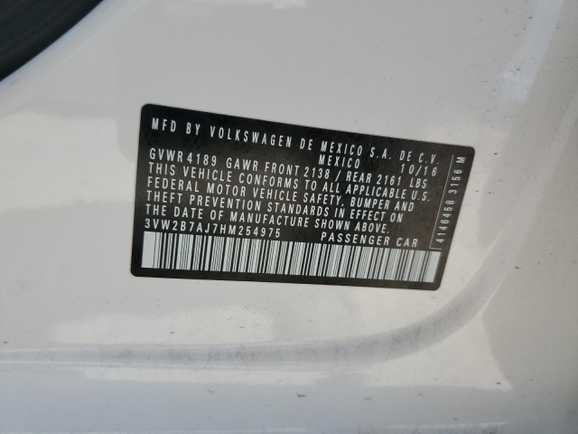 MFD BY VOLKSWAGEN DE MEXICO S.A. DE C.V.
MEXICO 10/16
GVWR 4189 GAWR FRONT 2138 / REAR 2161 LBS
THIS VEHICLE CONFORMS TO ALL APPLICABLE U.S.
FEDERAL MOTOR VEHICLE SAFETY, BUMPER AND
THEFT PREVENTION STANDARDS IN EFFECT ON
THE DATE OF MANUFACTURE SHOWN ABOVE.
3VW2B7AJ7HM254975 PASSENGER CAR
4146458 3156 M